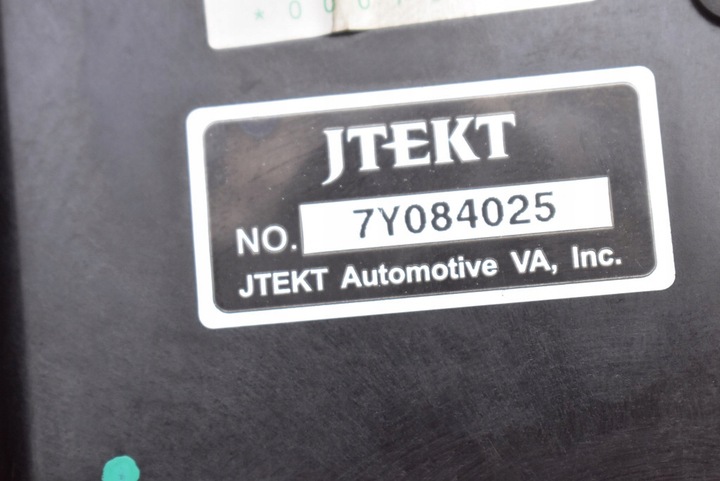 JTEKT
NO. 7Y084025
JTEKT Automotive VA, Inc.